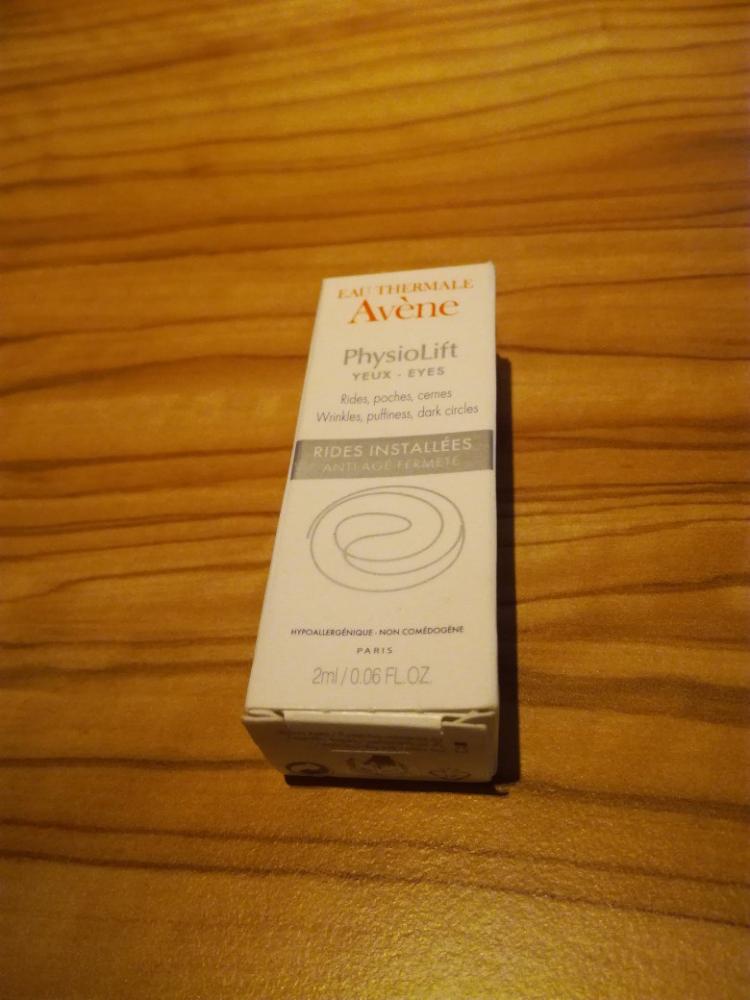 EAU THERMALE
Avène
PhysioLift
YEUX - EYES
Rides, poches, cernes
Wrinkles, puffiness, dark circles
RIDES INSTALLÉES
ANTI-ÂGE FERMETÉ
HYPOALLERGÉNIQUE - NON COMÉDOGÈNE
PARIS
2ml / 0.06 FL.OZ.